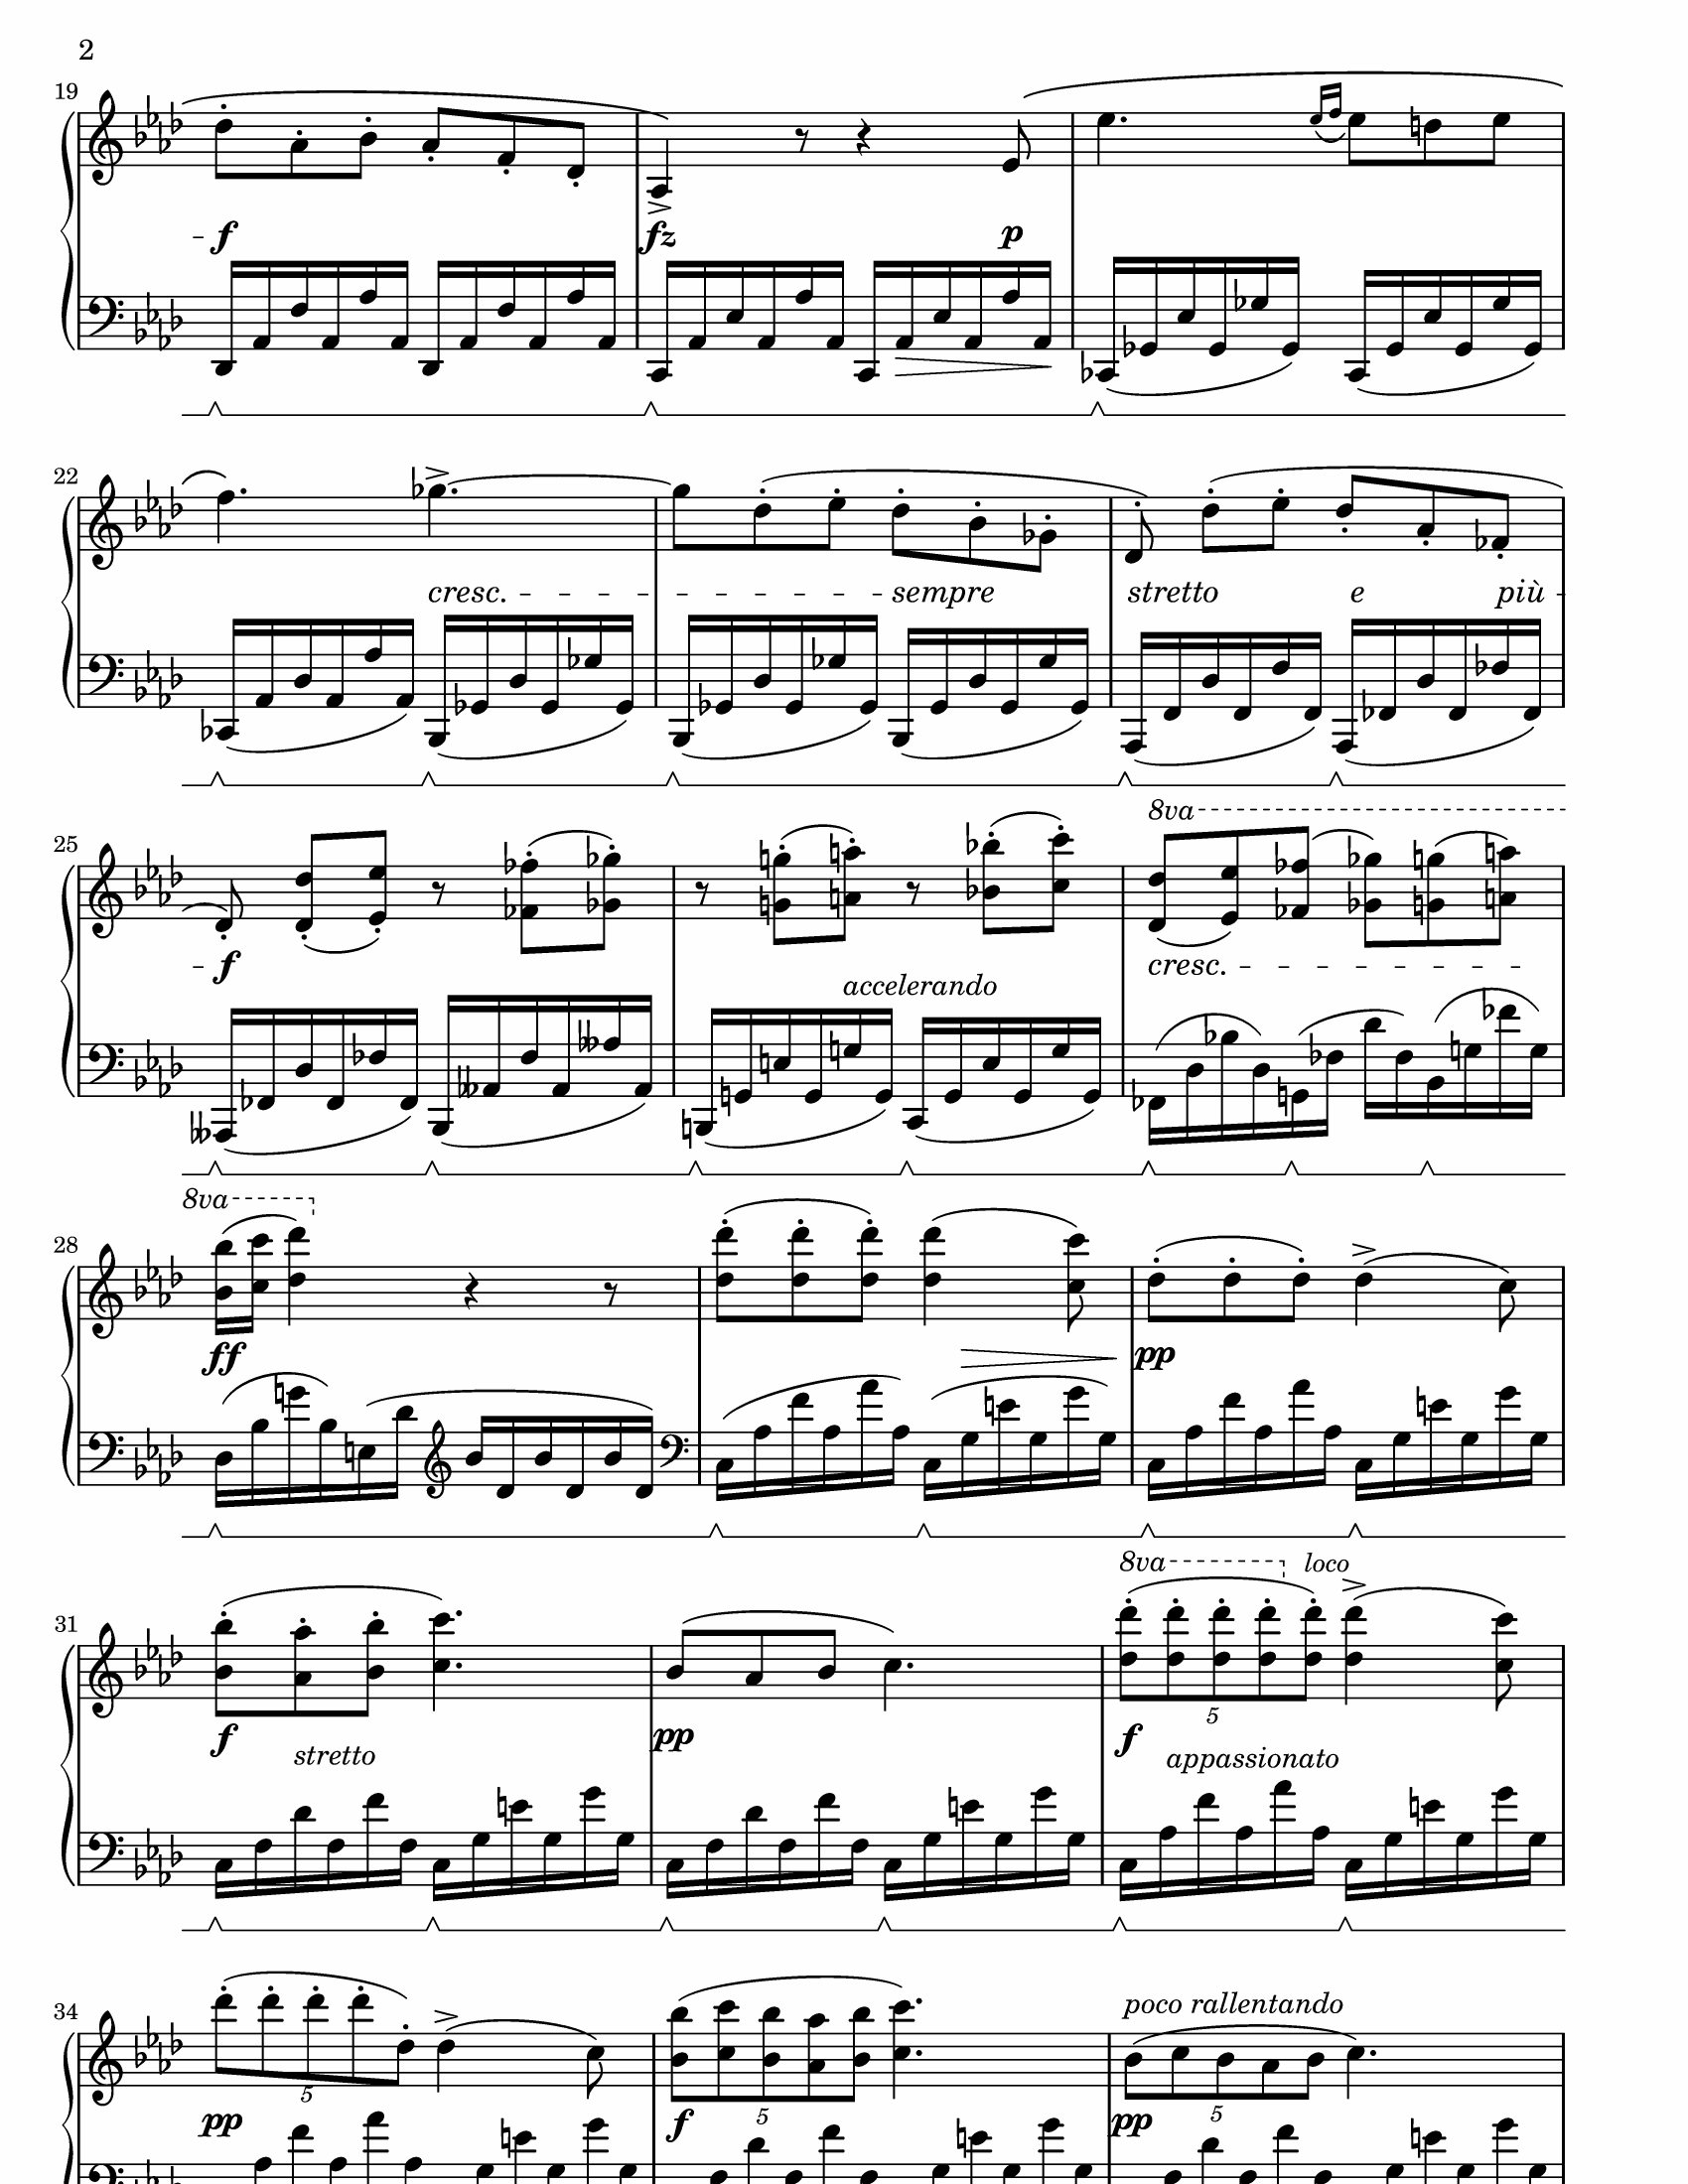 2
19
f fz p
22
cresc. sempre stretto e più
25
8va
f cresc.
accelerando
8va
28
ff pp
8va loco
31
f pp f
5
stretto appassionato
34
poco rallentando
5 5 5
pp f pp